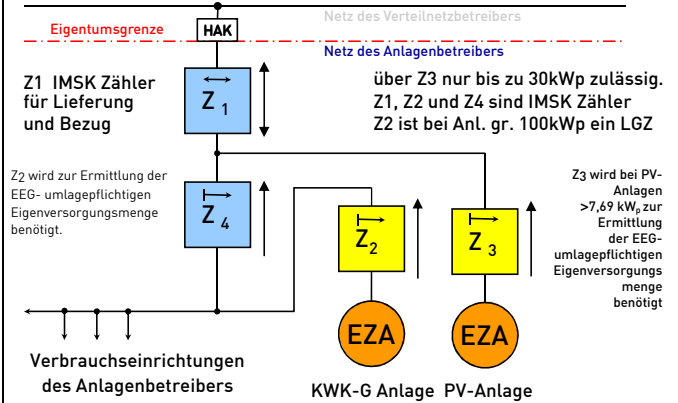 Netz des Verteilnetzbetreibers
Eigentumsgrenze
HAK
Netz des Anlagenbetreibers
Z1 IMSK Zähler
für Lieferung
und Bezug
Z 1
über Z3 nur bis zu 30kWp zulässig.
Z1, Z2 und Z4 sind IMSK Zähler
Z2 ist bei Anl. gr. 100kWp ein LGZ
Z2 wird zur Ermittlung der
EEG- umlagepflichtigen
Eigenversorgungsmenge
benötigt.
Z 4
Z2
Z 3
Z3 wird bei PV-
Anlagen
>7,69 kWp zur
Ermittlung
der EEG-
umlagepflichtigen
Eigenversorgungs
menge
benötigt
EZA
EZA
Verbrauchseinrichtungen
des Anlagenbetreibers
KWK-G Anlage
PV-Anlage